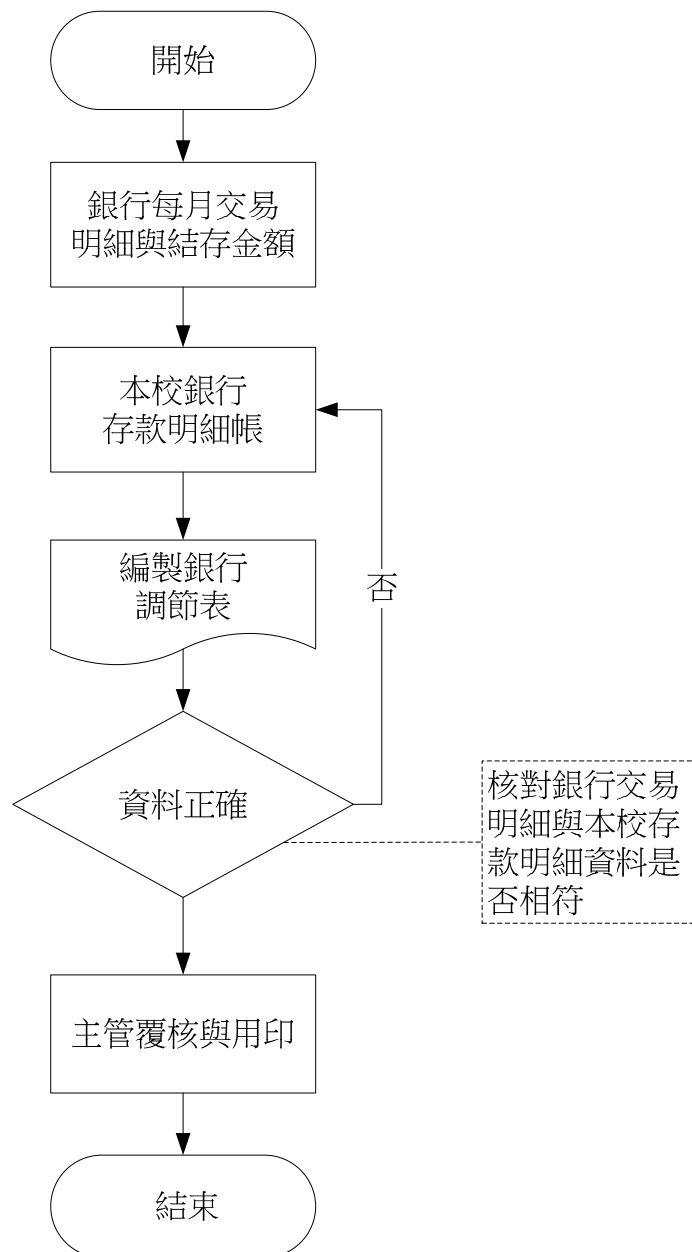 開始
銀行每月交易
明細與結存金額
本校銀行
存款明細帳
編製銀行
調節表
否
資料正確
核對銀行交易
明細與本校存
款明細資料是
否相符
主管覆核與用印
結束